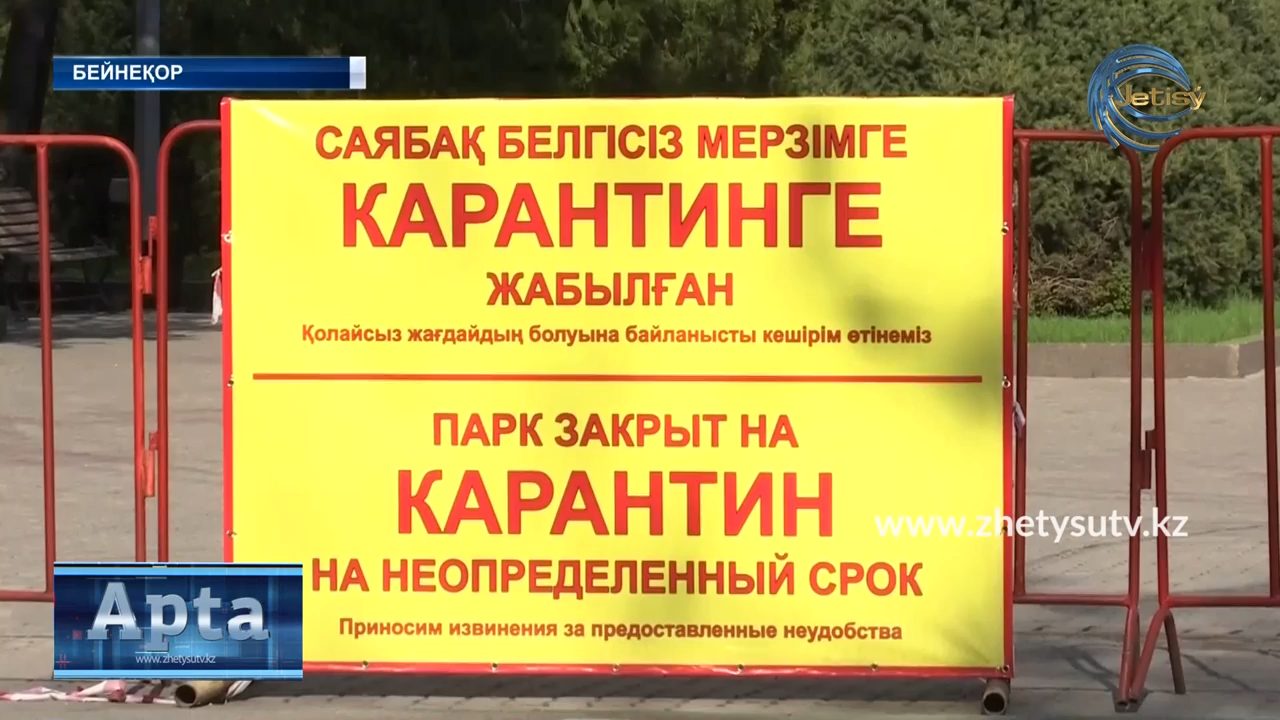 БЕЙНЕҚОР
Jetisý
САЯБАҚ БЕЛГІСІЗ МЕРЗІМГЕ
КАРАНТИНГЕ
ЖАБЫЛҒАН
Қолайсыз жағдайдың болуына байланысты кешірім өтінеміз
ПАРК ЗАКРЫТ НА
КАРАНТИН
www.zhetysutv.kz
НА НЕОПРЕДЕЛЕННЫЙ СРОК
Приносим извинения за предоставленные неудобства
Apta
www.zhetysutv.kz